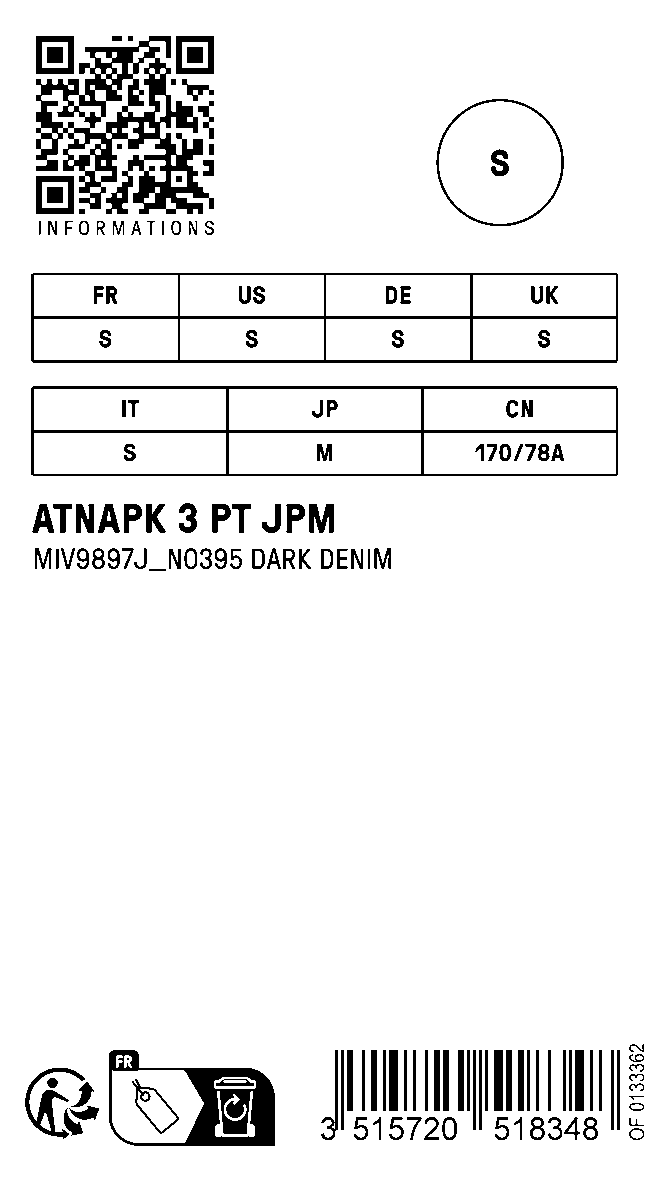 INFORMATIONS
S
FR US DE UK
S S S S
IT JP CN
S M 170/78A
ATNAPK 3 PT JPM
MIV9897J_N0395 DARK DENIM
FR
3 515720 518348
OF 0133362